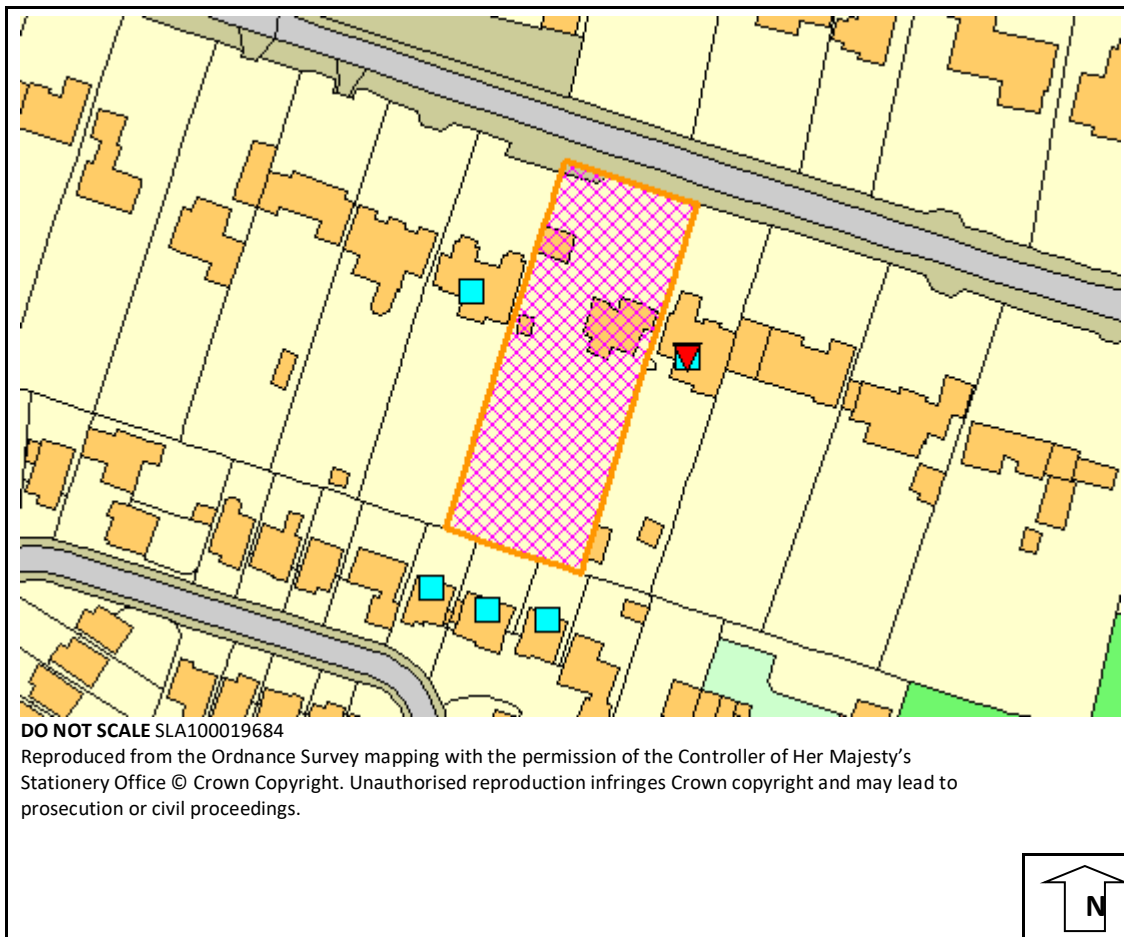 DO NOT SCALE SLA100019684
Reproduced from the Ordnance Survey mapping with the permission of the Controller of Her Majesty's
Stationery Office © Crown Copyright. Unauthorised reproduction infringes Crown copyright and may lead to
prosecution or civil proceedings.
N